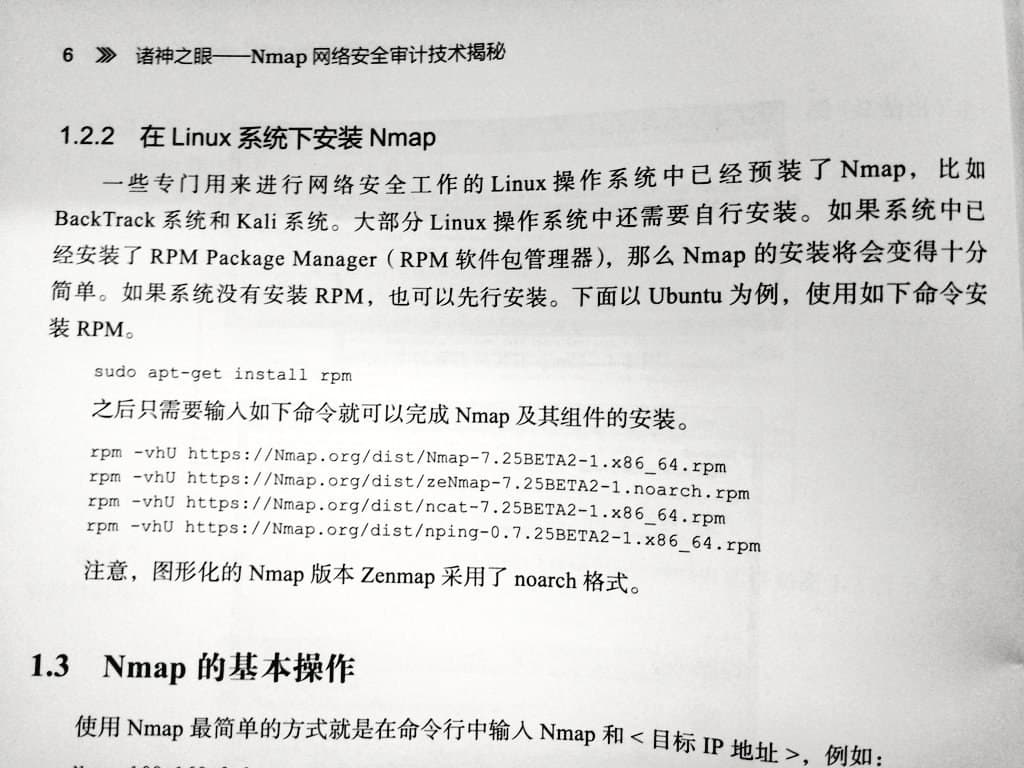 6 >>> 诸神之眼——Nmap 网络安全审计技术揭秘
1.2.2 在 Linux 系统下安装 Nmap
一些专门用来进行网络安全工作的 Linux 操作系统中已经预装了 Nmap，比如
BackTrack 系统和 Kali 系统。大部分 Linux 操作系统中还需要自行安装。如果系统中已
经安装了 RPM Package Manager（RPM 软件包管理器），那么 Nmap 的安装将会变得十分
简单。如果系统没有安装 RPM，也可以先行安装。下面以 Ubuntu 为例，使用如下命令安
装 RPM。
sudo apt-get install rpm
之后只需要输入如下命令就可以完成 Nmap 及其组件的安装。
rpm -vhU https://Nmap.org/dist/Nmap-7.25BETA2-1.x86_64.rpm
rpm -vhU https://Nmap.org/dist/zeNmap-7.25BETA2-1.noarch.rpm
rpm -vhU https://Nmap.org/dist/ncat-7.25BETA2-1.x86_64.rpm
rpm -vhU https://Nmap.org/dist/nping-0.7.25BETA2-1.x86_64.rpm
注意，图形化的 Nmap 版本 Zenmap 采用了 noarch 格式。
1.3 Nmap 的基本操作
使用 Nmap 最简单的方式就是在命令行中输入 Nmap 和 < 目标 IP 地址 >，例如：